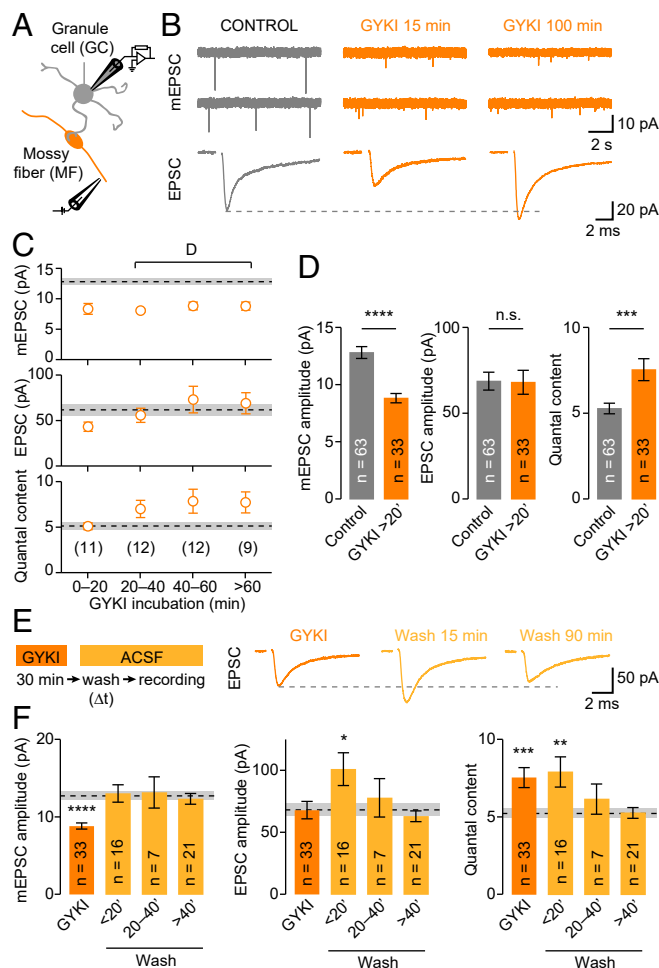 A
Granule
cell (GC)
Mossy
fiber (MF)
B
CONTROL
GYKI 15 min
GYKI 100 min
mEPSC
10 pA
2 s
EPSC
20 pA
2 ms
C
D
mEPSC (pA)
15
10
5
0
EPSC (pA)
100
50
0
Quantal content
10
5
0
(11)
(12)
(12)
(9)
0–20
20–40
40–60
>60
GYKI incubation (min)
D
mEPSC amplitude (pA)
15
10
5
0
****
n = 63
n = 33
Control
GYKI >20'
EPSC amplitude (pA)
100
50
0
n.s.
n = 63
n = 33
Control
GYKI >20'
Quantal content
10
5
0
***
n = 63
n = 33
Control
GYKI >20'
E
GYKI
ACSF
30 min
wash
recording
(Δt)
EPSC
GYKI
Wash 15 min
Wash 90 min
50 pA
2 ms
F
mEPSC amplitude (pA)
20
10
0
****
n = 33
n = 16
n = 7
n = 21
GYKI
<20'
20–40'
>40'
Wash
EPSC amplitude (pA)
100
50
0
*
n = 33
n = 16
n = 7
n = 21
GYKI
<20'
20–40'
>40'
Wash
Quantal content
10
5
0
***
**
n = 33
n = 16
n = 7
n = 21
GYKI
<20'
20–40'
>40'
Wash